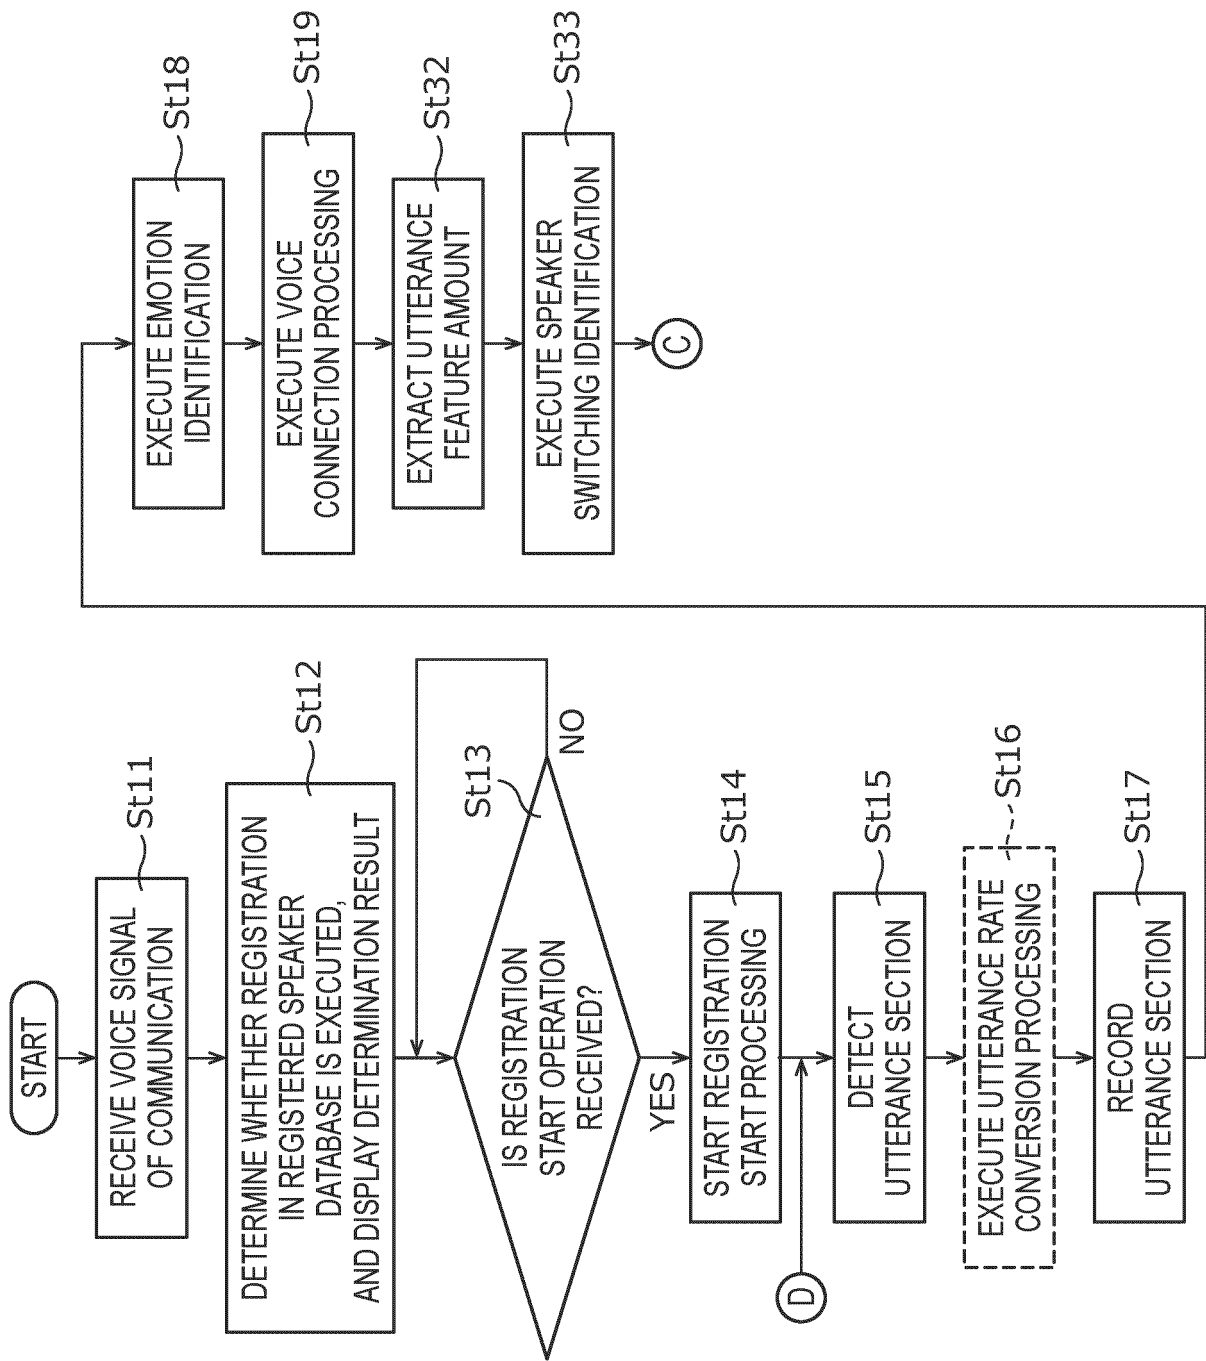 START
RECEIVE VOICE SIGNAL
OF COMMUNICATION
St11
DETERMINE WHETHER REGISTRATION
IN REGISTERED SPEAKER
DATABASE IS EXECUTED,
AND DISPLAY DETERMINATION RESULT
St12
IS REGISTRATION
START OPERATION
RECEIVED?
St13
NO
YES
START REGISTRATION
START PROCESSING
St14
D
DETECT
UTTERANCE SECTION
St15
EXECUTE UTTERANCE RATE
CONVERSION PROCESSING
St16
RECORD
UTTERANCE SECTION
St17
EXECUTE EMOTION
IDENTIFICATION
St18
EXECUTE VOICE
CONNECTION PROCESSING
St19
EXTRACT UTTERANCE
FEATURE AMOUNT
St32
EXECUTE SPEAKER
SWITCHING IDENTIFICATION
St33
C